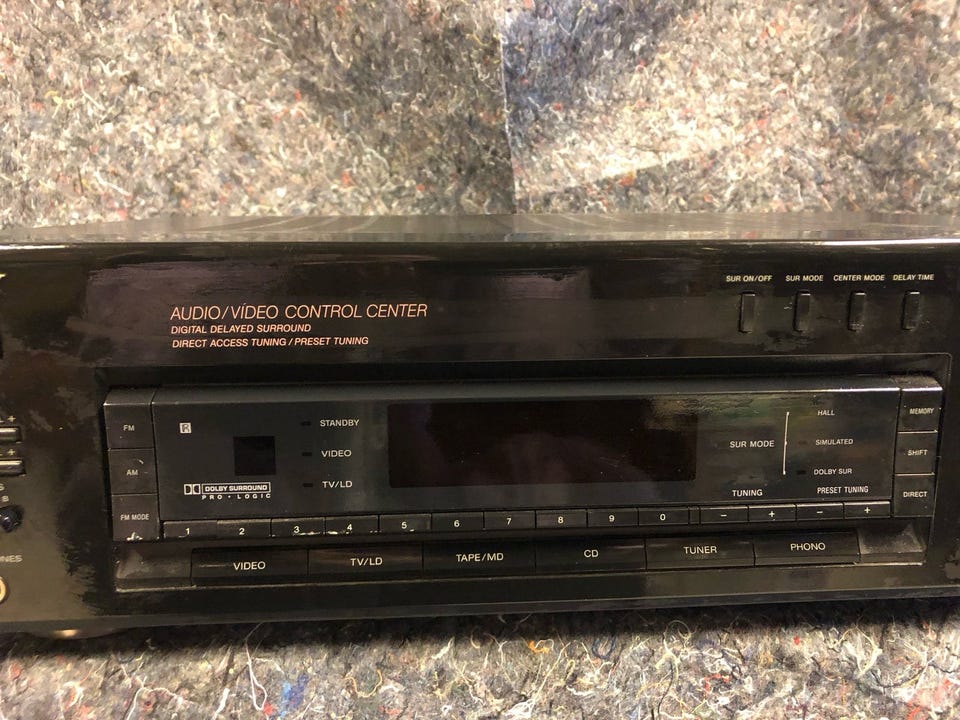 SUR ON/OFF SUR MODE CENTER MODE DELAY TIME
AUDIO/VIDEO CONTROL CENTER
DIGITAL DELAYED SURROUND
DIRECT ACCESS TUNING / PRESET TUNING
FM
AM
FM MODE
R
STANDBY
VIDEO
TV/LD
DOLBY SURROUND
PRO • LOGIC
SUR MODE
HALL
SIMULATED
DOLBY SUR
TUNING
PRESET TUNING
MEMORY
SHIFT
DIRECT
1 2 3 4 5 6 7 8 9 0 − + − +
VIDEO TV/LD TAPE/MD CD TUNER PHONO
+
+
B